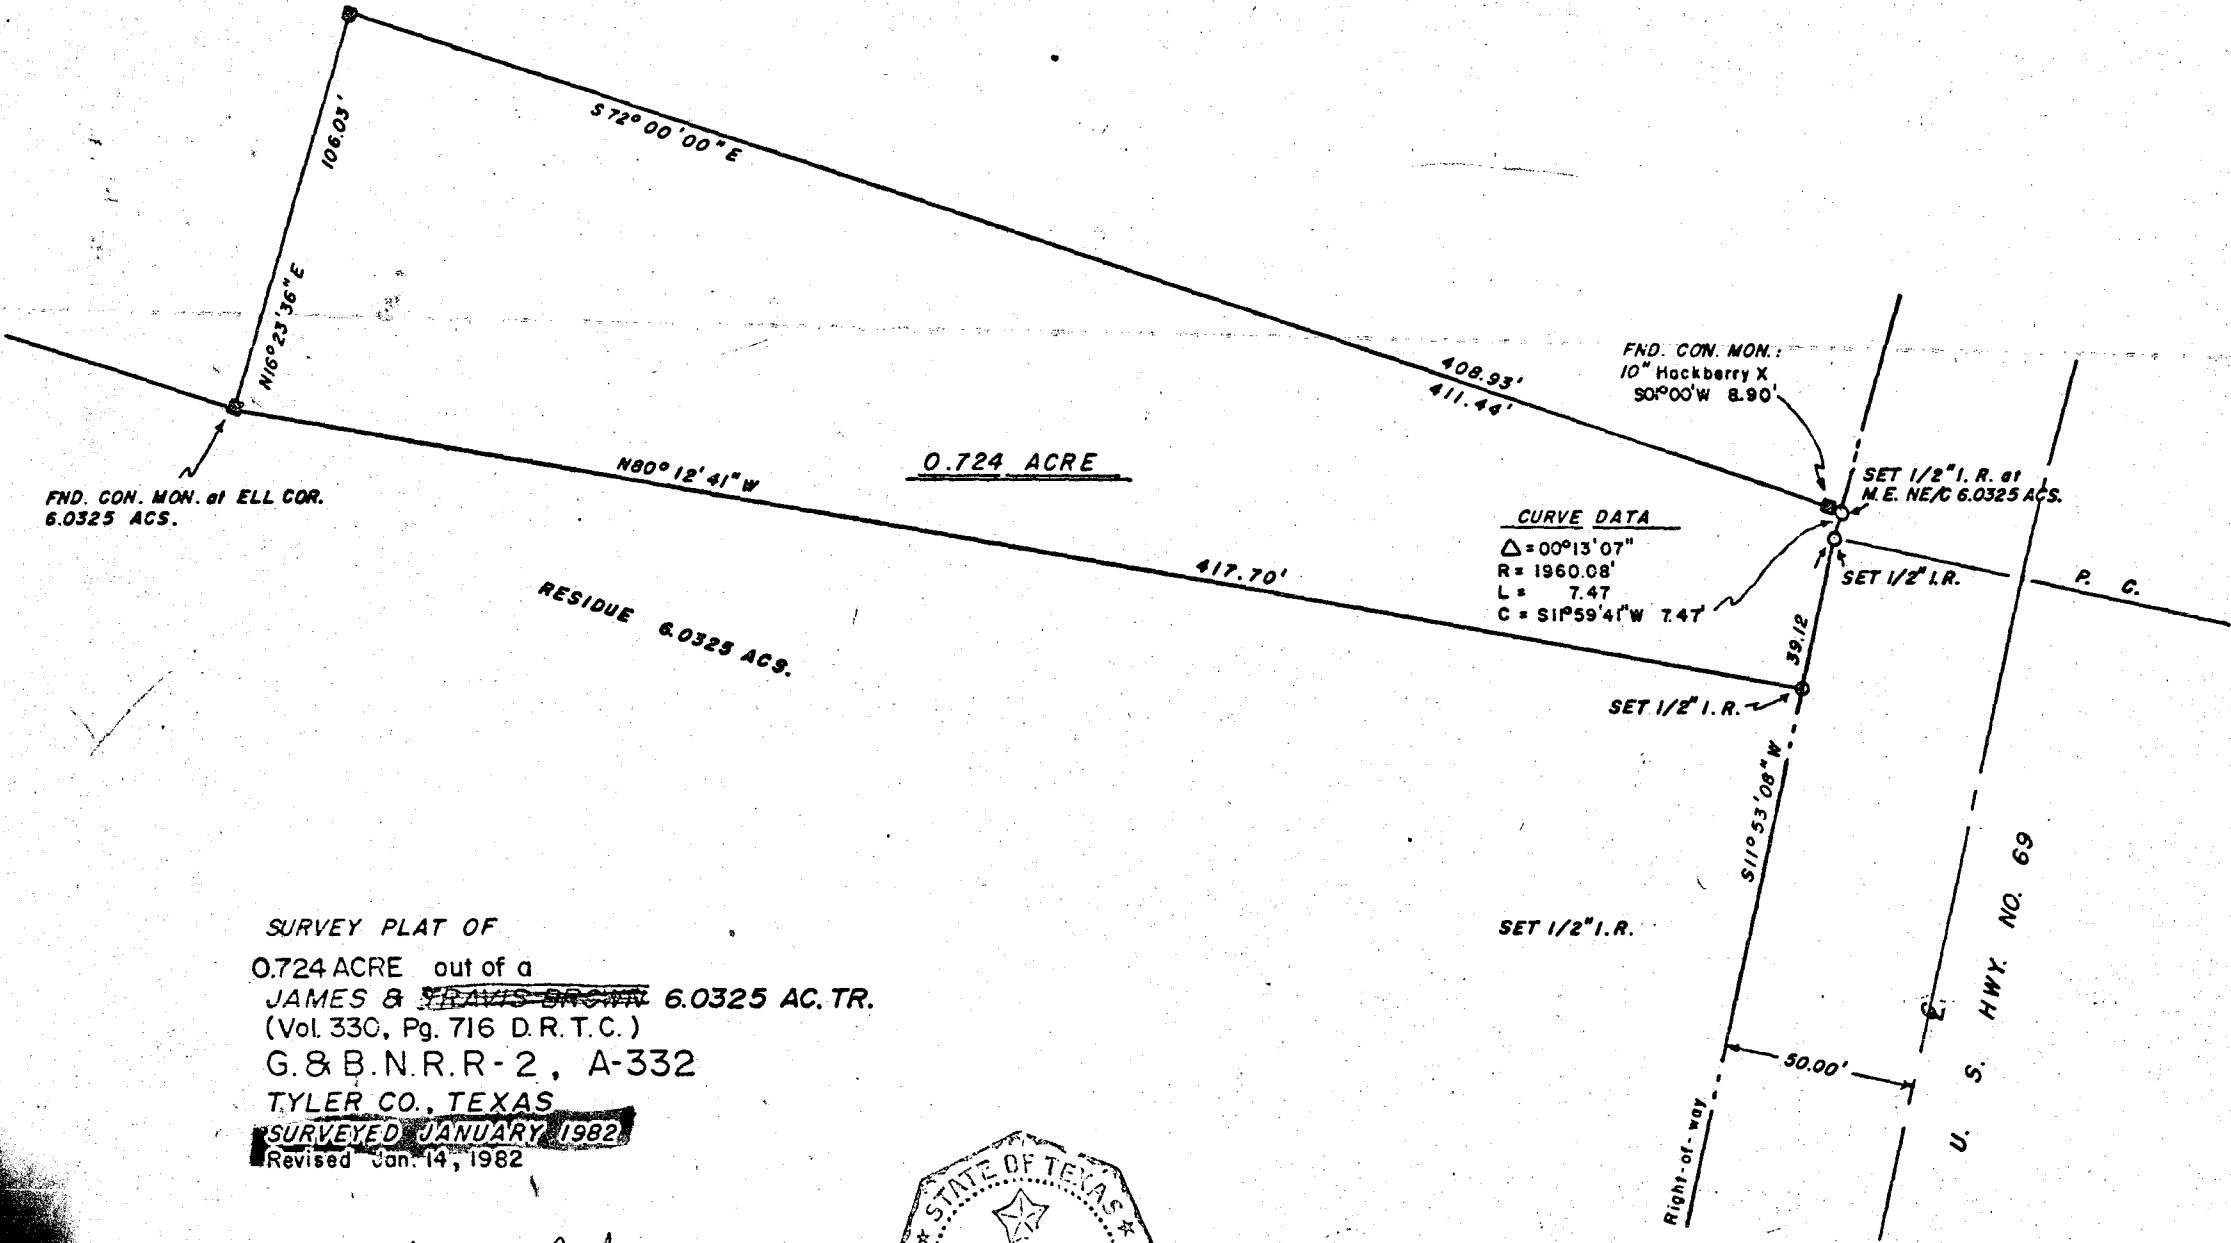 106.03'
S 72° 00' 00" E
N16° 23' 36" E
408.93'
411.44'
FND. CON. MON.:
10" Hackberry X
S01°00'W 8.90'
FND. CON. MON. at ELL COR.
6.0325 ACS.
N80° 12' 41" W
0.724 ACRE
SET 1/2" I. R. at
M. E. NE/C 6.0325 ACS.
CURVE DATA
△ = 00°13'07"
R = 1960.08'
L = 7.47
C = S11°59'41"W 7.47'
417.70'
SET 1/2" I.R.
P. C.
RESIDUE 6.0325 ACS.
39.12
SET 1/2" I. R.
S11° 53' 08" W
SET 1/2" I.R.
U. S. HWY. NO. 69
℄
50.00'
Right-of-way
SURVEY PLAT OF
0.724 ACRE out of a
JAMES & TRAVIS BROWN 6.0325 AC. TR.
(Vol. 330, Pg. 716 D. R. T. C.)
G. & B. N. R. R - 2, A-332
TYLER CO., TEXAS
SURVEYED JANUARY 1982
Revised Jan. 14, 1982
STATE OF TEXAS